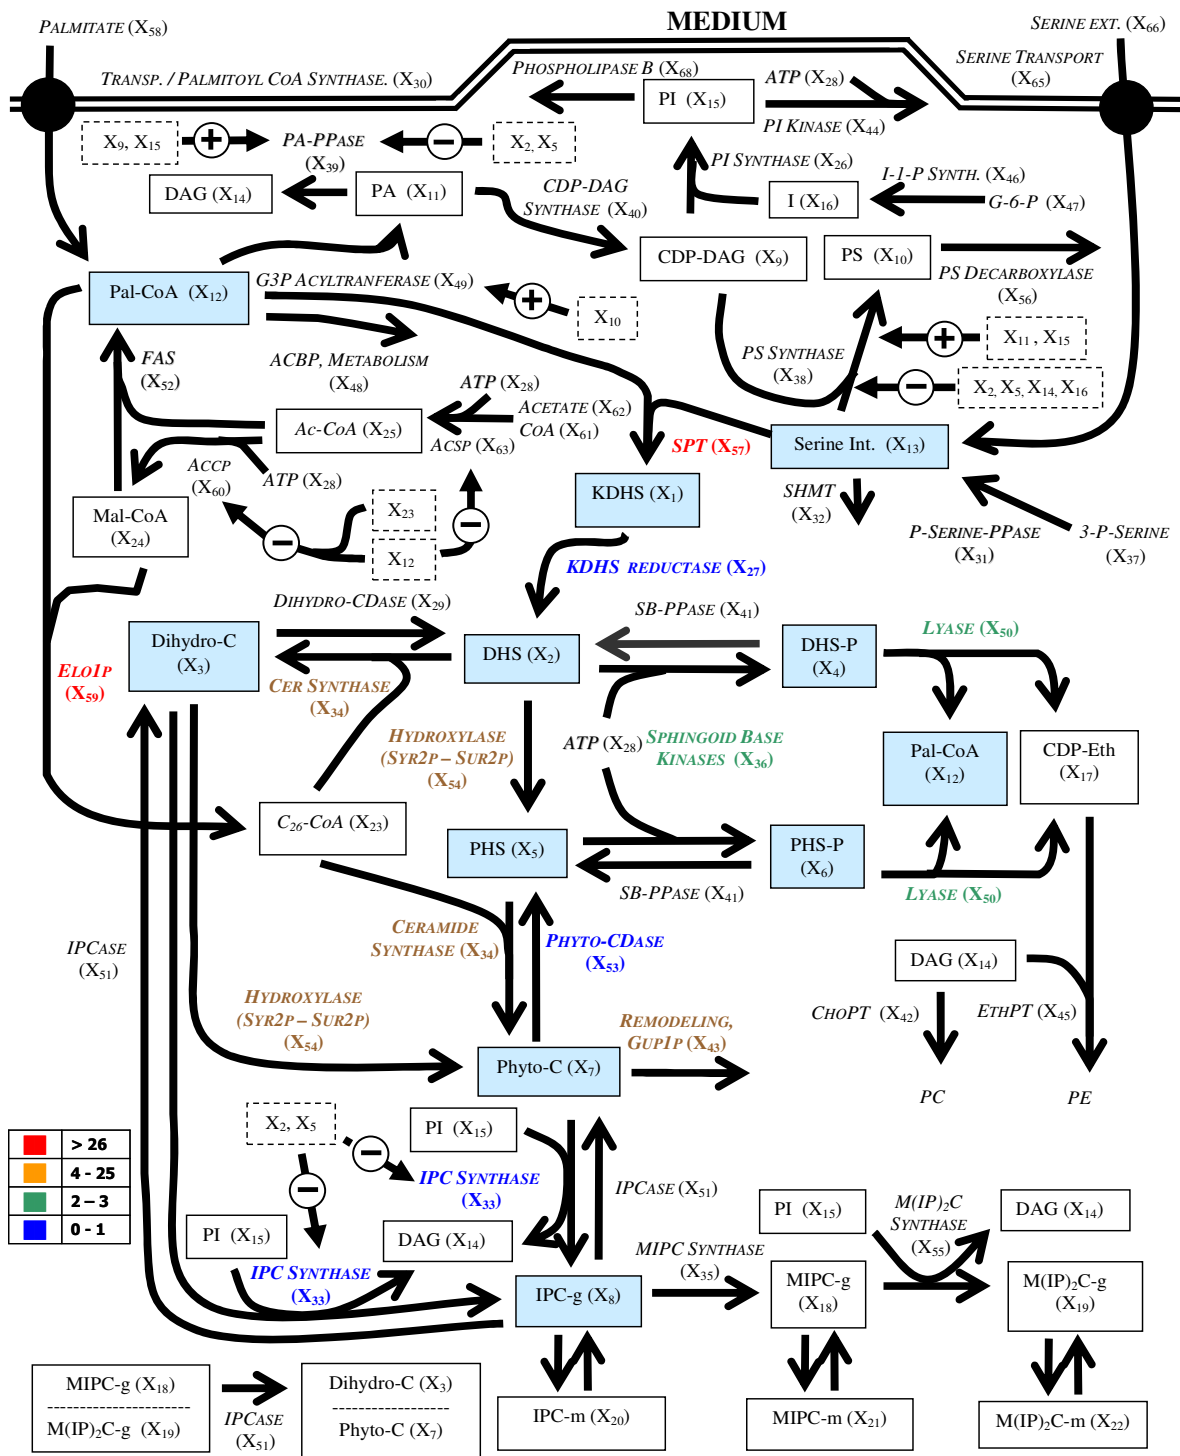 MEDIUM
PALMITATE (X58)
SERINE EXT. (X66)
TRANSP. / PALMITOYL COA SYNTHASE. (X30)
PHOSPHOLIPASE B (X68)
ATP (X28)
SERINE TRANSPORT
(X65)
PI (X15)
PI KINASE (X44)
X9, X15
+
PA-PPASE
(X39)
−
X2, X5
PI SYNTHASE (X26)
I-1-P SYNTH. (X46)
DAG (X14)
PA (X11)
CDP-DAG
SYNTHASE (X40)
I (X16)
G-6-P (X47)
CDP-DAG (X9)
PS (X10)
PS DECARBOXYLASE
(X56)
Pal-CoA (X12)
G3P ACYLTRANFERASE (X49)
+
X10
PS SYNTHASE
(X38)
+
X11 , X15
−
X2, X5, X14, X16
FAS
(X52)
ACBP, METABOLISM
(X48)
ATP (X28)
ACETATE (X62)
COA (X61)
Ac-CoA (X25)
ACSP (X63)
SPT (X57)
Serine Int. (X13)
ACCP
(X60)
ATP (X28)
KDHS (X1)
SHMT
(X32)
Mal-CoA
(X24)
X23
−
−
X12
P-SERINE-PPASE
(X31)
3-P-SERINE
(X37)
KDHS REDUCTASE (X27)
DIHYDRO-CDASE (X29)
SB-PPASE (X41)
LYASE (X50)
Dihydro-C
(X3)
DHS (X2)
DHS-P
(X4)
ELO1P
(X59)
CER SYNTHASE
(X34)
HYDROXYLASE
(SYR2P – SUR2P)
(X54)
ATP (X28)
SPHINGOID BASE
KINASES (X36)
Pal-CoA
(X12)
CDP-Eth
(X17)
C26-CoA (X23)
PHS (X5)
PHS-P
(X6)
SB-PPASE
(X41)
LYASE (X50)
CERAMIDE
SYNTHASE (X34)
PHYTO-CDASE
(X53)
IPCASE
(X51)
DAG (X14)
HYDROXYLASE
(SYR2P – SUR2P)
(X54)
REMODELING,
GUP1P (X43)
CHOPT (X42)
ETHPT (X45)
Phyto-C (X7)
PC
PE
X2, X5
PI (X15)
−
−
> 26
4 - 25
2 – 3
0 - 1
IPC SYNTHASE
(X33)
IPCASE (X51)
PI (X15)
M(IP)2C
SYNTHASE
(X55)
DAG (X14)
PI (X15)
DAG (X14)
IPC SYNTHASE
(X33)
MIPC SYNTHASE
(X35)
IPC-g (X8)
MIPC-g
(X18)
M(IP)2C-g
(X19)
MIPC-g (X18)
M(IP)2C-g (X19)
IPCASE
(X51)
Dihydro-C (X3)
Phyto-C (X7)
IPC-m (X20)
MIPC-m (X21)
M(IP)2C-m (X22)